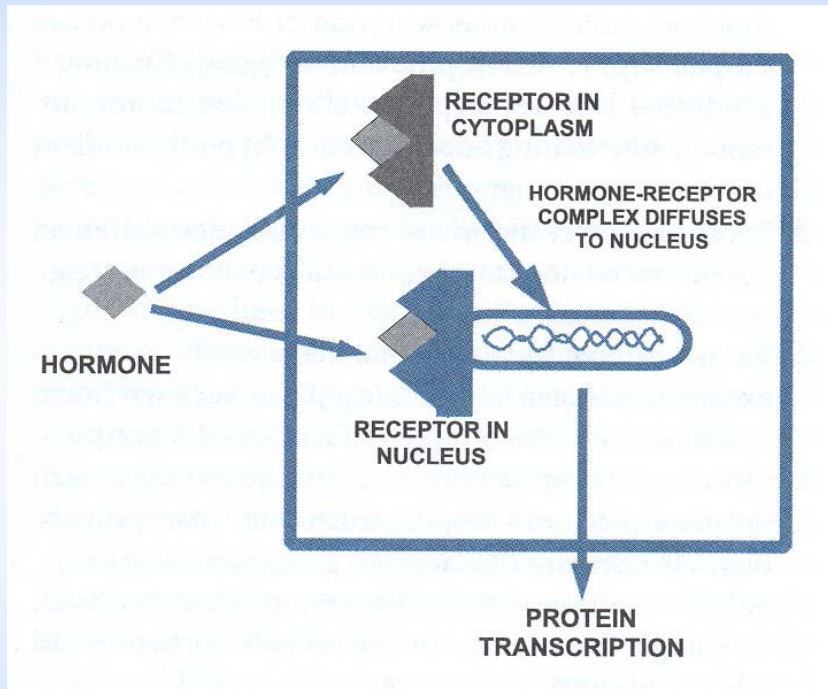 RECEPTOR IN
CYTOPLASM
HORMONE-RECEPTOR
COMPLEX DIFFUSES
TO NUCLEUS
HORMONE
RECEPTOR IN
NUCLEUS
PROTEIN
TRANSCRIPTION